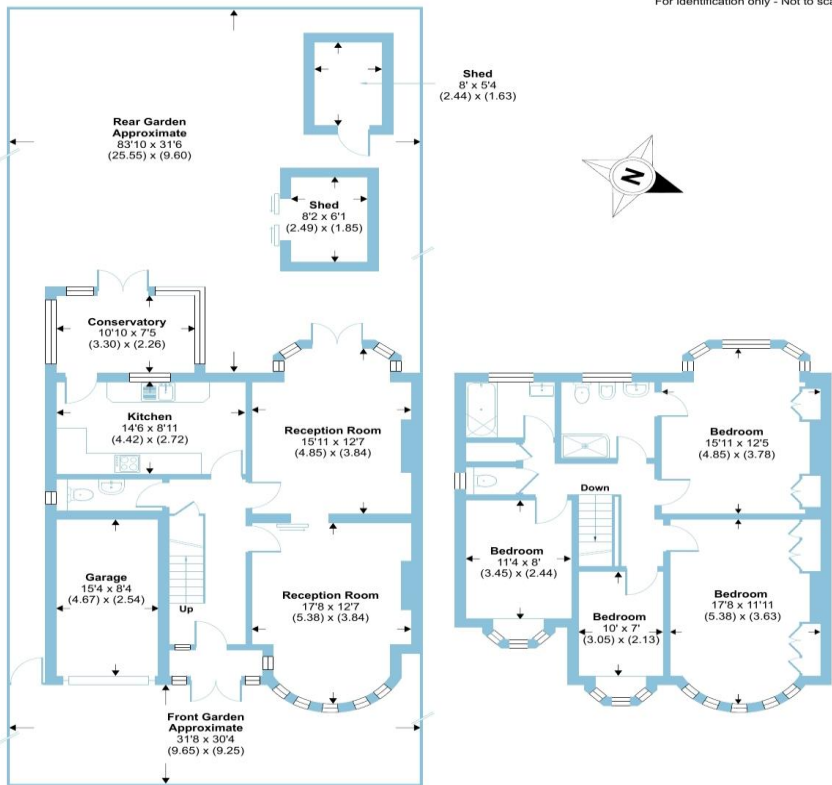 For identification only - Not to sca
Shed
8' x 5'4
(2.44) x (1.63)
Rear Garden
Approximate
83'10 x 31'6
(25.55) x (9.60)
N
Shed
8'2 x 6'1
(2.49) x (1.85)
Conservatory
10'10 x 7'5
(3.30) x (2.26)
Kitchen
14'6 x 8'11
(4.42) x (2.72)
Reception Room
15'11 x 12'7
(4.85) x (3.84)
Bedroom
15'11 x 12'5
(4.85) x (3.78)
Down
Garage
15'4 x 8'4
(4.67) x (2.54)
Up
Reception Room
17'8 x 12'7
(5.38) x (3.84)
Bedroom
11'4 x 8'
(3.45) x (2.44)
Bedroom
10' x 7'
(3.05) x (2.13)
Bedroom
17'8 x 11'11
(5.38) x (3.63)
Front Garden
Approximate
31'8 x 30'4
(9.65) x (9.25)